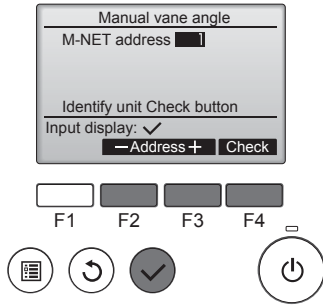 Manual vane angle
M-NET address 1
Identify unit Check button
Input display: ✓
−Address+ Check
F1 F2 F3 F4